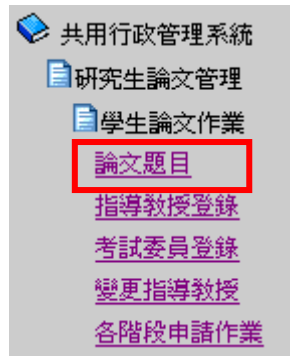 共用行政管理系統
研究生論文管理
學生論文作業
論文題目
指導教授登錄
考試委員登錄
變更指導教授
各階段申請作業